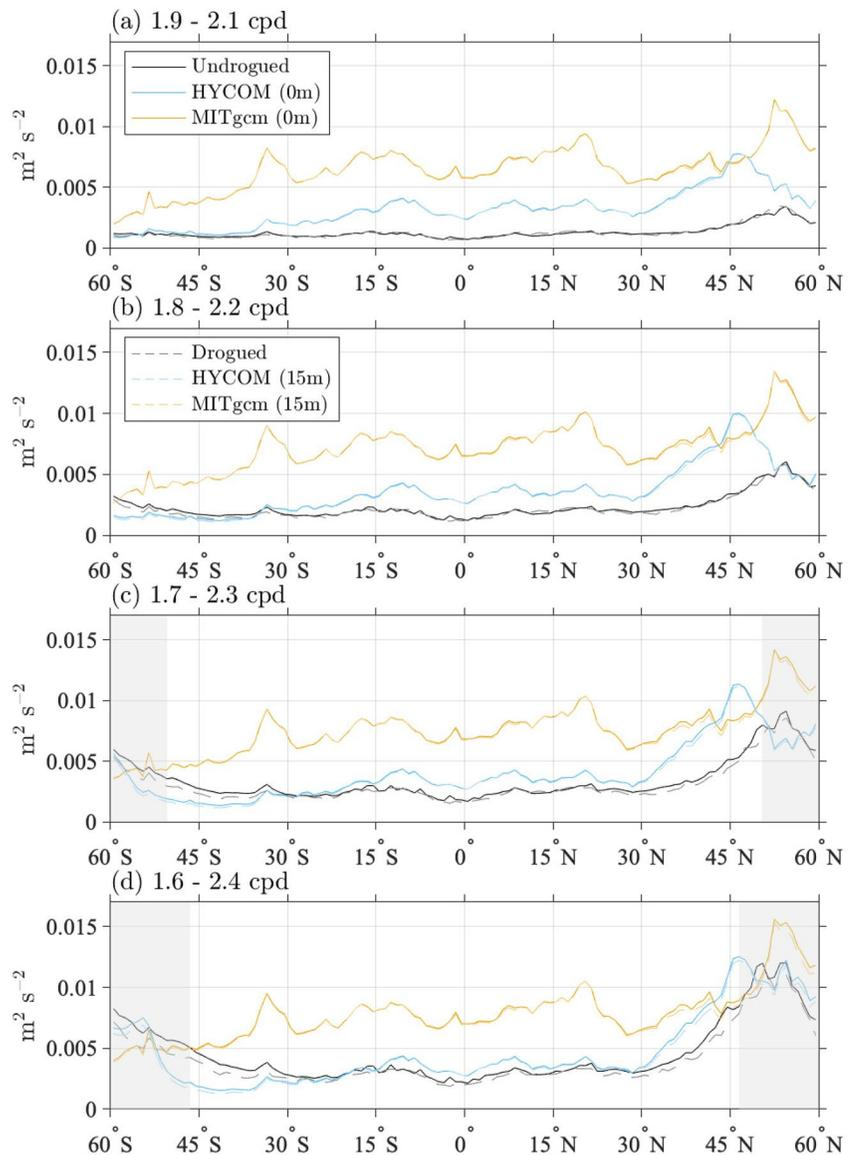 (a) 1.9 - 2.1 cpd
0.015
0.01
0.005
0
m² s⁻²
Undrogued
HYCOM (0m)
MITgcm (0m)
60°S 45°S 30°S 15°S 0° 15°N 30°N 45°N 60°N
(b) 1.8 - 2.2 cpd
0.015
0.01
0.005
0
m² s⁻²
Drogued
HYCOM (15m)
MITgcm (15m)
60°S 45°S 30°S 15°S 0° 15°N 30°N 45°N 60°N
(c) 1.7 - 2.3 cpd
0.015
0.01
0.005
0
m² s⁻²
60°S 45°S 30°S 15°S 0° 15°N 30°N 45°N 60°N
(d) 1.6 - 2.4 cpd
0.015
0.01
0.005
0
m² s⁻²
60°S 45°S 30°S 15°S 0° 15°N 30°N 45°N 60°N